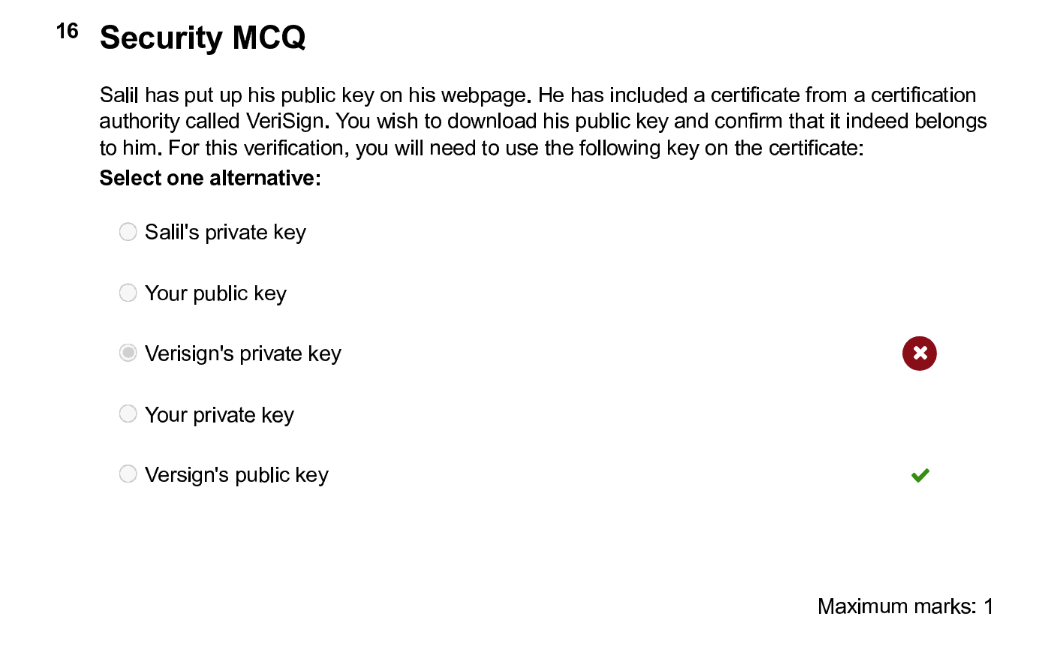 16 Security MCQ
Salil has put up his public key on his webpage. He has included a certificate from a certification
authority called VeriSign. You wish to download his public key and confirm that it indeed belongs
to him. For this verification, you will need to use the following key on the certificate:
Select one alternative:
Salil's private key
Your public key
Verisign's private key
Your private key
Versign's public key
Maximum marks: 1